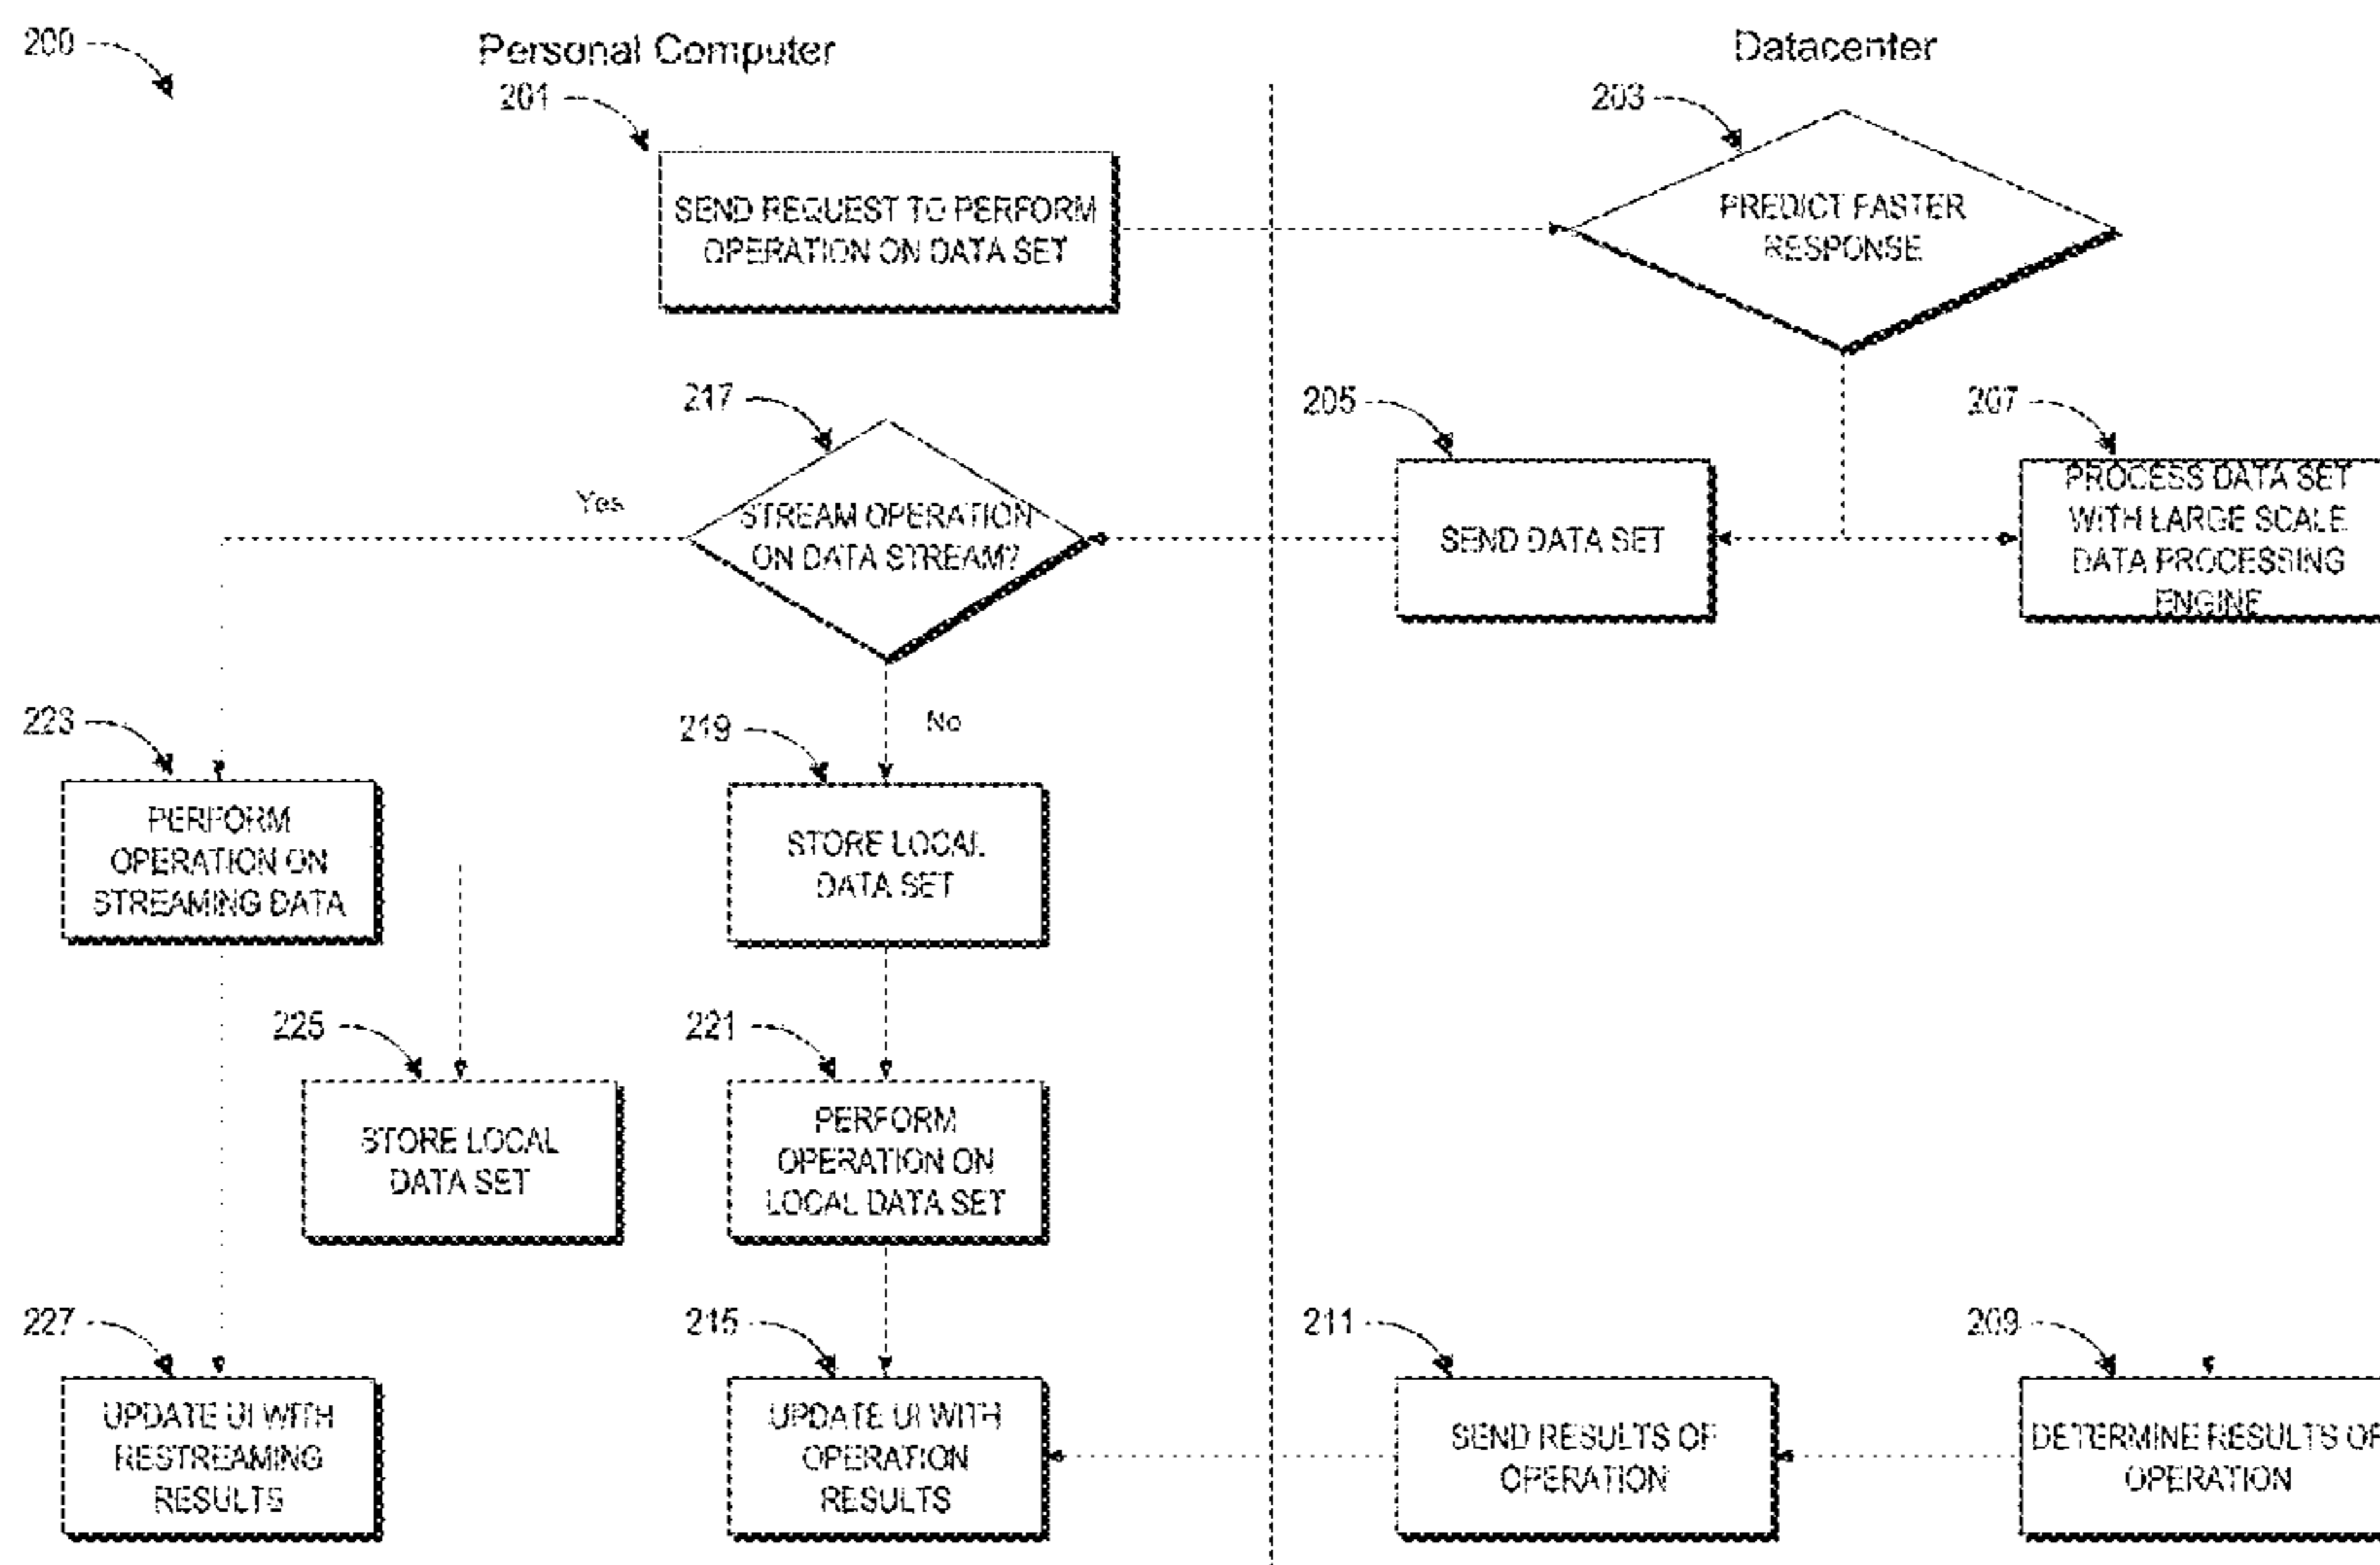 200
Personal Computer
Datacenter
201
203
SEND REQUEST TO PERFORM
OPERATION ON DATA SET
PREDICT FASTER
RESPONSE
217
205
207
Yes
STREAM OPERATION
ON DATA STREAM?
SEND DATA SET
PROCESS DATA SET
WITH LARGE SCALE
DATA PROCESSING
ENGINE
223
219
No
PERFORM
OPERATION ON
STREAMING DATA
STORE LOCAL
DATA SET
225
221
STORE LOCAL
DATA SET
PERFORM
OPERATION ON
LOCAL DATA SET
227
215
211
209
UPDATE UI WITH
RESTREAMING
RESULTS
UPDATE UI WITH
OPERATION
RESULTS
SEND RESULTS OF
OPERATION
DETERMINE RESULTS OF
OPERATION